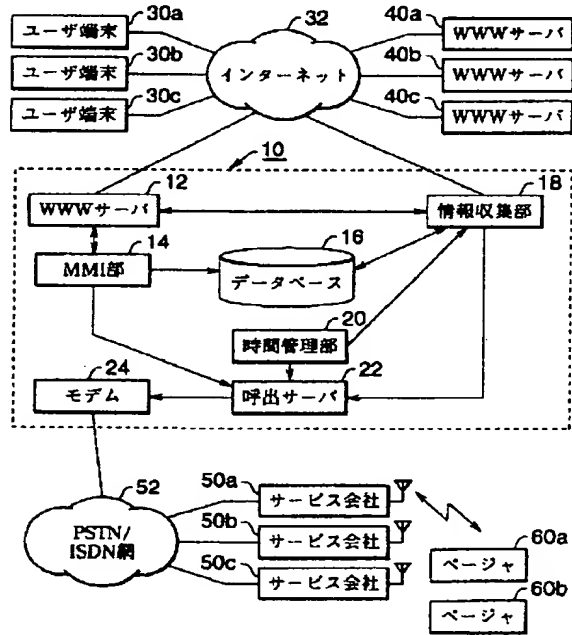 32
30a
ユーザ端末
30b
ユーザ端末
30c
ユーザ端末
インターネット
40a
WWWサーバ
40b
WWWサーバ
40c
WWWサーバ
10
12
WWWサーバ
18
情報収集部
14
MMI部
16
データベース
20
時間管理部
24
モデム
22
呼出サーバ
52
PSTN/
ISDN網
50a
サービス会社
50b
サービス会社
50c
サービス会社
60a
ページャ
60b
ページャ